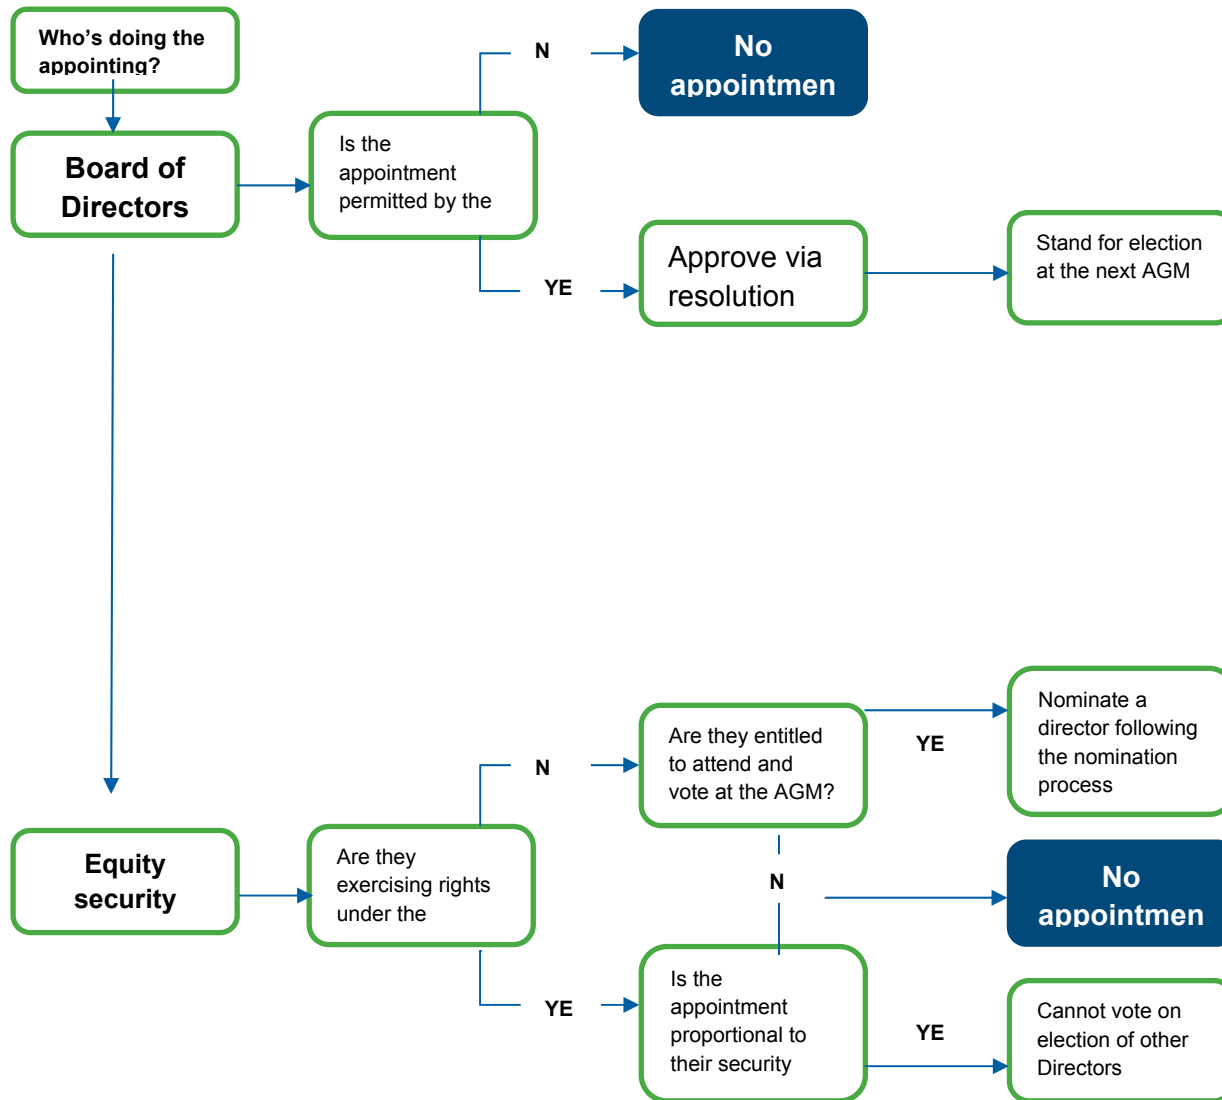 Who's doing the
appointing?
N
No
appointmen
Board of
Directors
Is the
appointment
permitted by the
YE
Approve via
resolution
Stand for election
at the next AGM
Are they entitled
to attend and
vote at the AGM?
YE
Nominate a
director following
the nomination
process
N
Equity
security
Are they
exercising rights
under the
N
No
appointmen
YE
Is the
appointment
proportional to
their security
YE
Cannot vote on
election of other
Directors